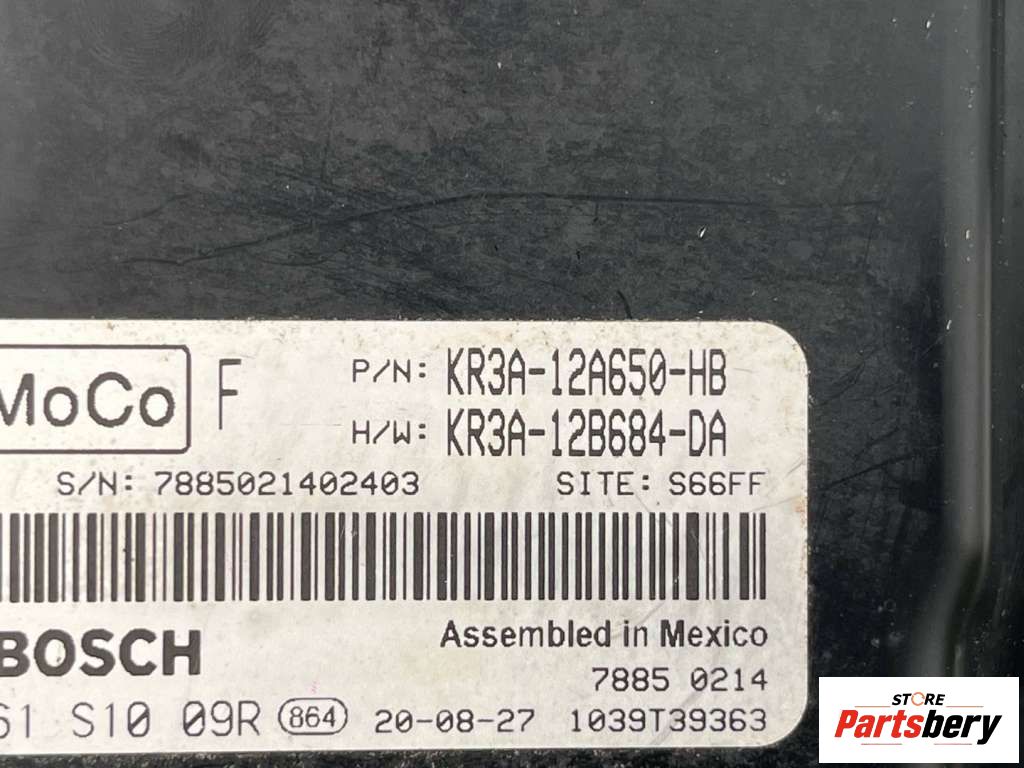 MoCo F P/N: KR3A-12A650-HB
H/W: KR3A-12B684-DA
S/N: 7885021402403 SITE: S66FF
BOSCH Assembled in Mexico
7885 0214
61 S10 09R 864 20-08-27 1039T39363
STORE
Partsbery